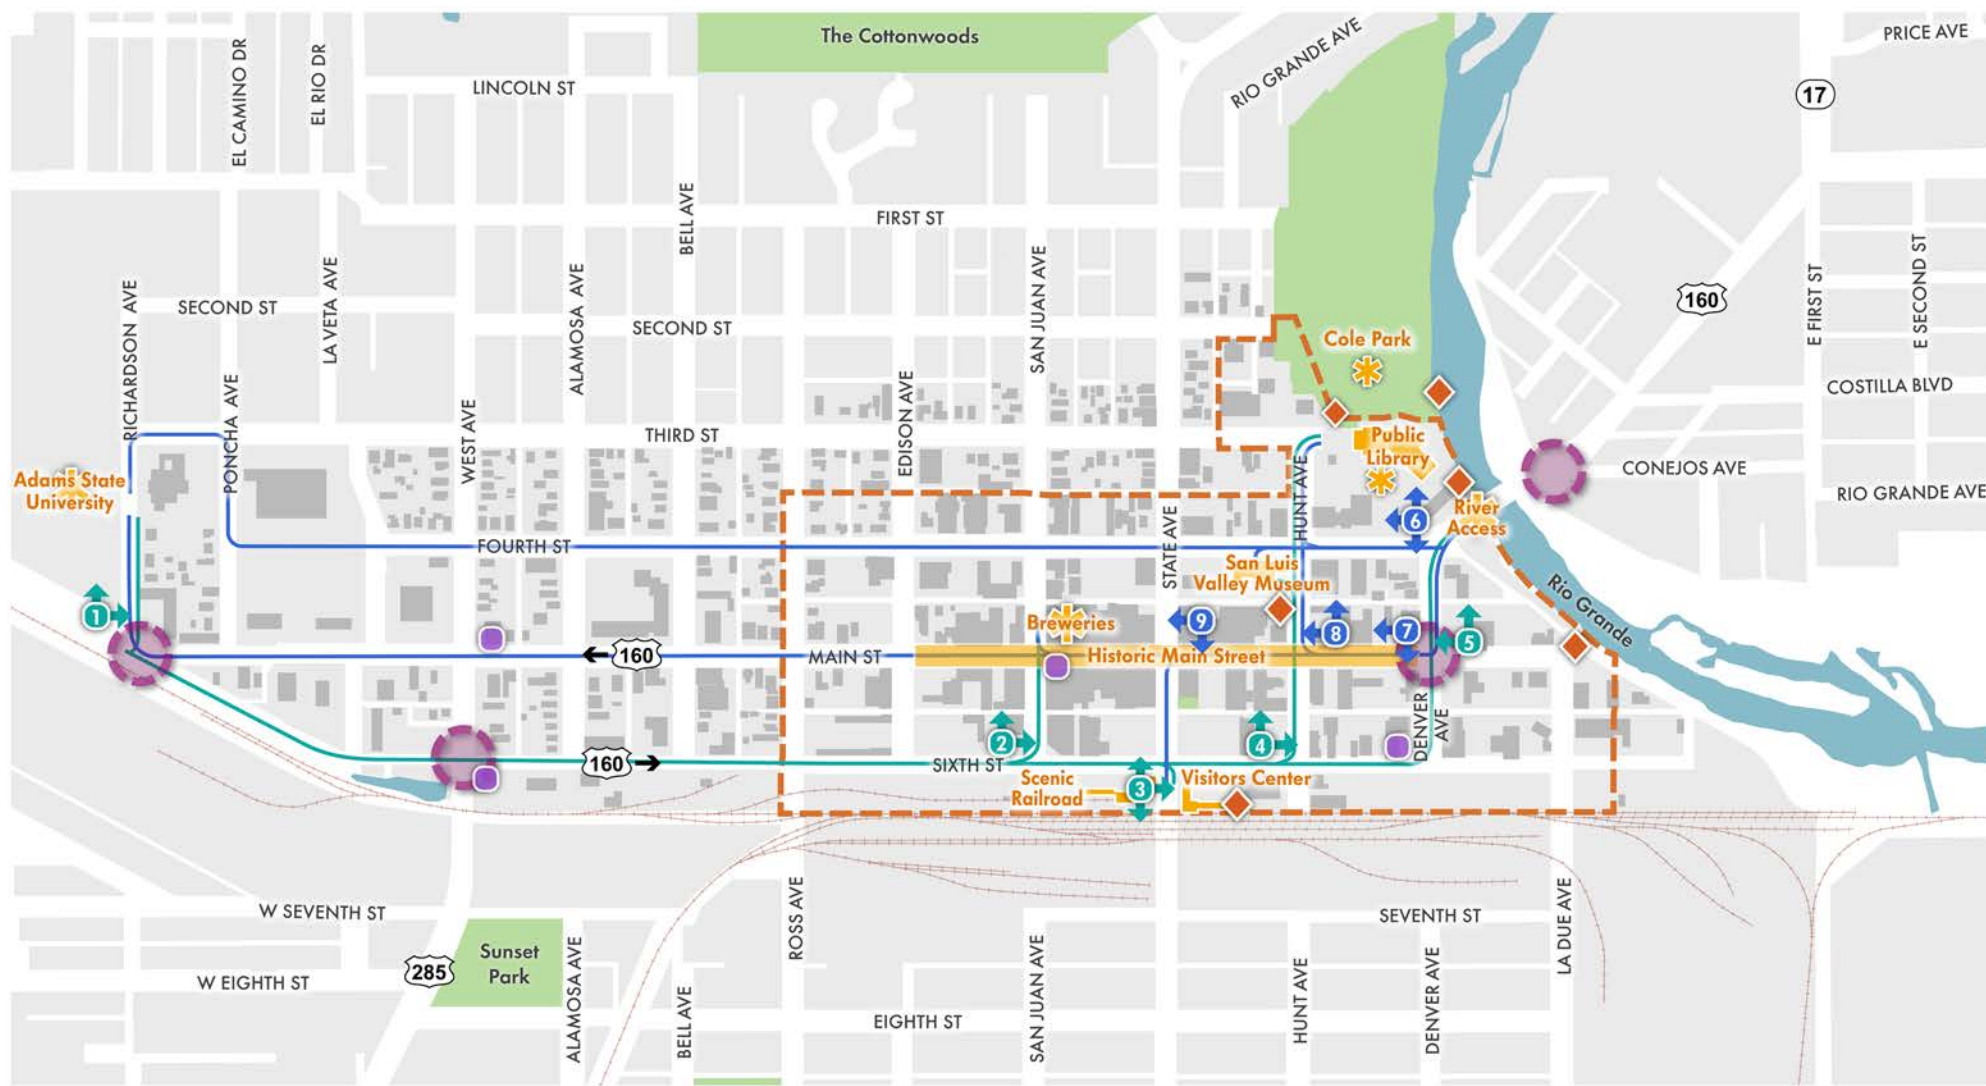 The Cottonwoods
PRICE AVE
RIO GRANDE AVE
EL CAMINO DR
EL RIO DR
LINCOLN ST
17
BELL AVE
FIRST ST
RICHARDSON AVE
SECOND ST
LA VETA AVE
ALAMOSA AVE
SECOND ST
SAN JUAN AVE
160
E FIRST ST
E SECOND ST
Cole Park
COSTILLA BLVD
PONCHA AVE
WEST AVE
THIRD ST
EDISON AVE
HUNT AVE
Public
Library
CONEJOS AVE
RIO GRANDE AVE
Adams State
University
River
Access
6
FOURTH ST
STATE AVE
San Luis
Valley Museum
Rio Grande
1
Breweries
9
8
7
5
160
MAIN ST
Historic Main Street
DENVER
AVE
2
4
160
SIXTH ST
Scenic
Railroad
3
Visitors Center
W SEVENTH ST
ROSS AVE
SEVENTH ST
LA DUE AVE
Sunset
Park
285
W EIGHTH ST
ALAMOSA AVE
BELL AVE
EIGHTH ST
SAN JUAN AVE
HUNT AVE
DENVER AVE